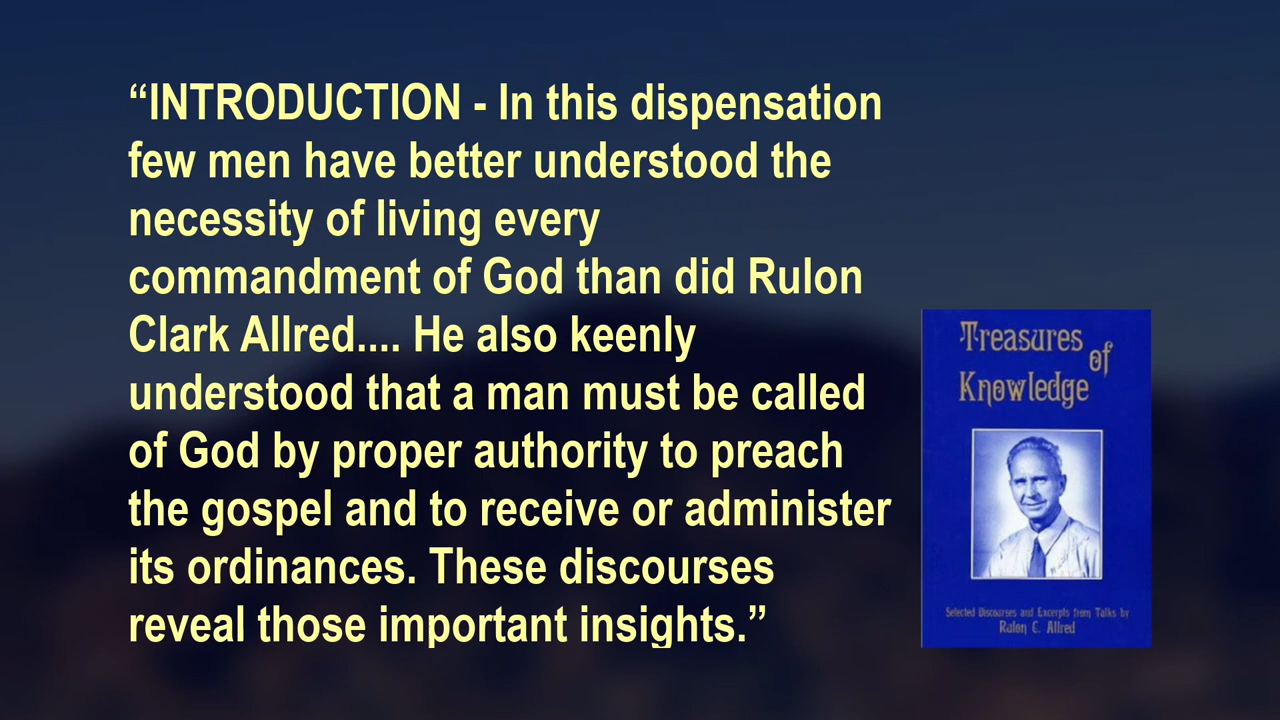 “INTRODUCTION - In this dispensation
few men have better understood the
necessity of living every
commandment of God than did Rulon
Clark Allred.... He also keenly
understood that a man must be called
of God by proper authority to preach
the gospel and to receive or administer
its ordinances. These discourses
reveal those important insights.”
Treasures
of
Knowledge
Selected Discourses and Excerpts from Talks by
Rulon C. Allred